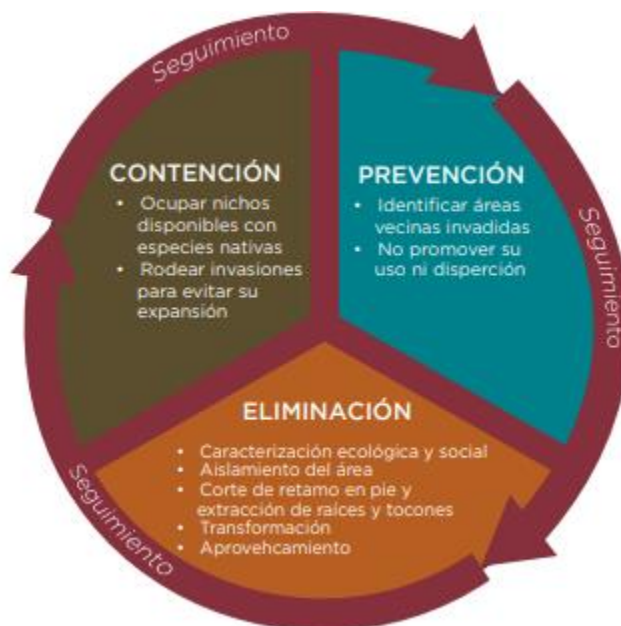 Seguimiento
CONTENCIÓN
• Ocupar nichos
disponibles con
especies nativas
• Rodear invasiones
para evitar su
expansión
PREVENCIÓN
• Identificar áreas
vecinas invadidas
• No promover su
uso ni disperción
Seguimiento
ELIMINACIÓN
• Caracterización ecológica y social
• Aislamiento del área
• Corte de retamo en pie y
extracción de raíces y tocones
• Transformación
• Aprovehcamiento
Seguimiento